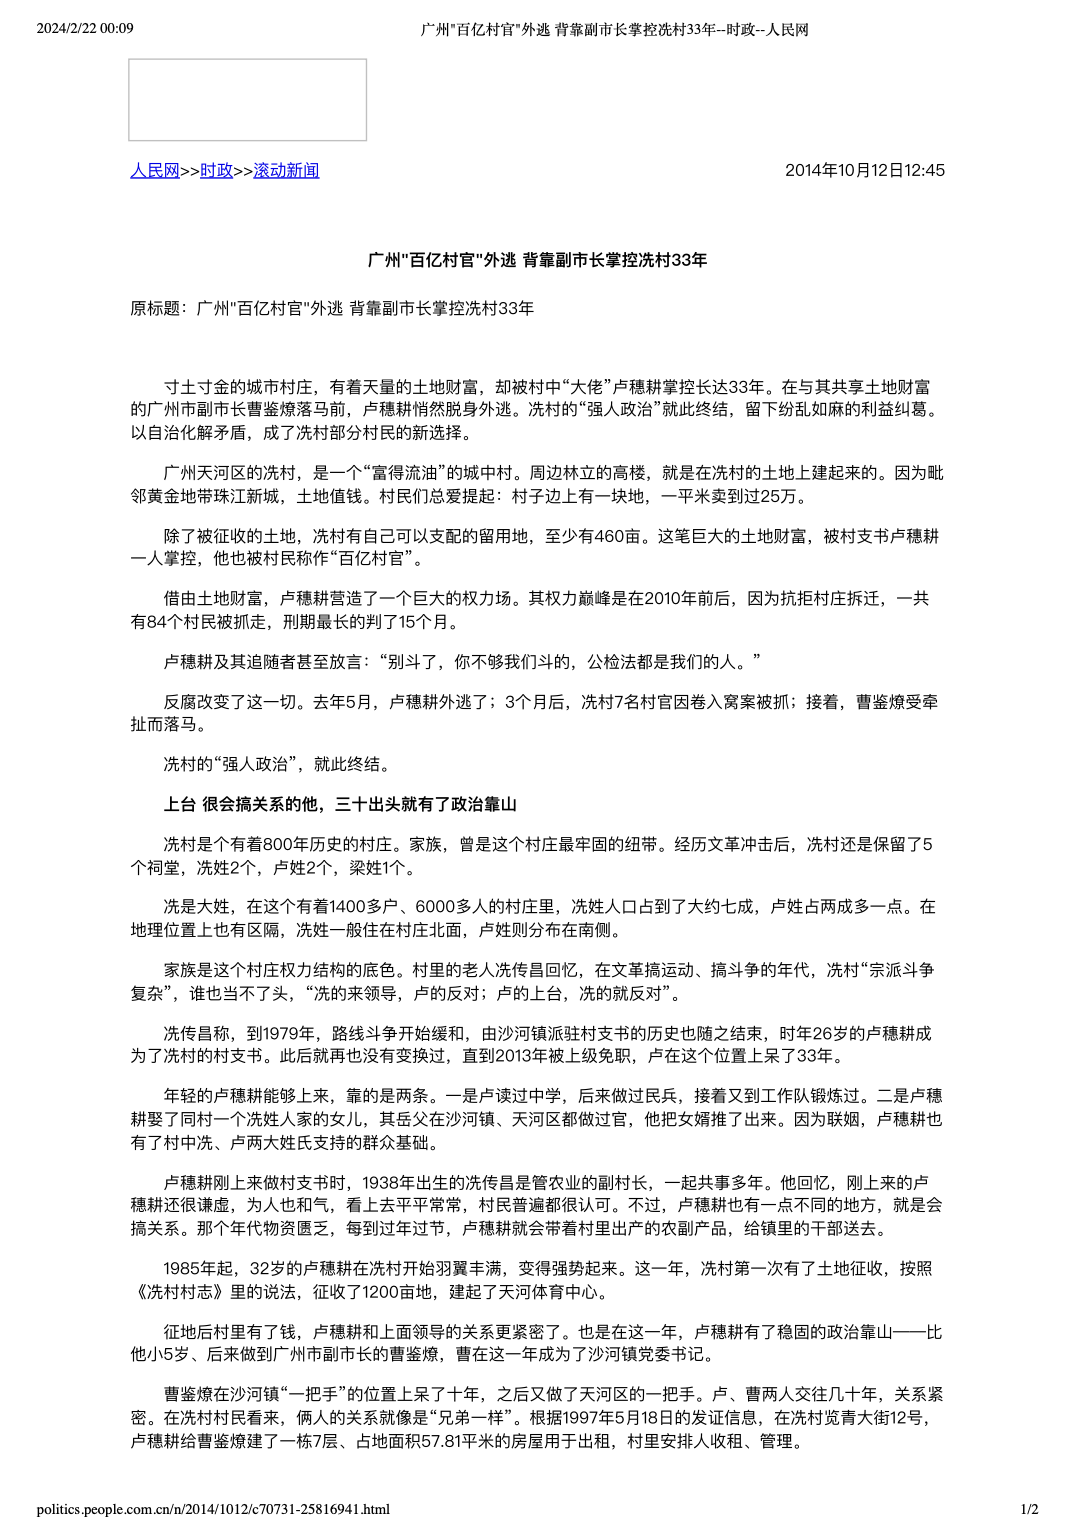 2024/2/22 00:09
广州"百亿村官"外逃 背靠副市长掌控冼村33年--时政--人民网
人民网>>时政>>滚动新闻
2014年10月12日12:45
广州"百亿村官"外逃 背靠副市长掌控冼村33年
原标题：广州"百亿村官"外逃 背靠副市长掌控冼村33年
寸土寸金的城市村庄，有着天量的土地财富，却被村中“大佬”卢穗耕掌控长达33年。在与其共享土地财富
的广州市副市长曹鉴燎落马前，卢穗耕悄然脱身外逃。冼村的“强人政治”就此终结，留下纷乱如麻的利益纠葛。
以自治化解矛盾，成了冼村部分村民的新选择。
广州天河区的冼村，是一个“富得流油”的城中村。周边林立的高楼，就是在冼村的土地上建起来的。因为毗
邻黄金地带珠江新城，土地值钱。村民们总爱提起：村子边上有一块地，一平米卖到过25万。
除了被征收的土地，冼村有自己可以支配的留用地，至少有460亩。这笔巨大的土地财富，被村支书卢穗耕
一人掌控，他也被村民称作“百亿村官”。
借由土地财富，卢穗耕营造了一个巨大的权力场。其权力巅峰是在2010年前后，因为抗拒村庄拆迁，一共
有84个村民被抓走，刑期最长的判了15个月。
卢穗耕及其追随者甚至放言：“别斗了，你不够我们斗的，公检法都是我们的人。”
反腐改变了这一切。去年5月，卢穗耕外逃了；3个月后，冼村7名村官因卷入窝案被抓；接着，曹鉴燎受牵
扯而落马。
冼村的“强人政治”，就此终结。
上台 很会搞关系的他，三十出头就有了政治靠山
冼村是个有着800年历史的村庄。家族，曾是这个村庄最牢固的纽带。经历文革冲击后，冼村还是保留了5
个祠堂，冼姓2个，卢姓2个，梁姓1个。
冼是大姓，在这个有着1400多户、6000多人的村庄里，冼姓人口占到了大约七成，卢姓占两成多一点。在
地理位置上也有区隔，冼姓一般住在村庄北面，卢姓则分布在南侧。
家族是这个村庄权力结构的底色。村里的老人冼传昌回忆，在文革搞运动、搞斗争的年代，冼村“宗派斗争
复杂”，谁也当不了头，“冼的来领导，卢的反对；卢的上台，冼的就反对”。
冼传昌称，到1979年，路线斗争开始缓和，由沙河镇派驻村支书的历史也随之结束，时年26岁的卢穗耕成
为了冼村的村支书。此后就再也没有变换过，直到2013年被上级免职，卢在这个位置上呆了33年。
年轻的卢穗耕能够上来，靠的是两条。一是卢读过中学，后来做过民兵，接着又到工作队锻炼过。二是卢穗
耕娶了同村一个冼姓人家的女儿，其岳父在沙河镇、天河区都做过官，他把女婿推了出来。因为联姻，卢穗耕也
有了村中冼、卢两大姓氏支持的群众基础。
卢穗耕刚上来做村支书时，1938年出生的冼传昌是管农业的副村长，一起共事多年。他回忆，刚上来的卢
穗耕还很谦虚，为人也和气，看上去平平常常，村民普遍都很认可。不过，卢穗耕也有一点不同的地方，就是会
搞关系。那个年代物资匮乏，每到过年过节，卢穗耕就会带着村里出产的农副产品，给镇里的干部送去。
1985年起，32岁的卢穗耕在冼村开始羽翼丰满，变得强势起来。这一年，冼村第一次有了土地征收，按照
《冼村村志》里的说法，征收了1200亩地，建起了天河体育中心。
征地后村里有了钱，卢穗耕和上面领导的关系更紧密了。也是在这一年，卢穗耕有了稳固的政治靠山——比
他小5岁、后来做到广州市副市长的曹鉴燎，曹在这一年成为了沙河镇党委书记。
曹鉴燎在沙河镇“一把手”的位置上呆了十年，之后又做了天河区的一把手。卢、曹两人交往几十年，关系紧
密。在冼村村民看来，俩人的关系就像是“兄弟一样”。根据1997年5月18日的发证信息，在冼村览青大街12号，
卢穗耕给曹鉴燎建了一栋7层、占地面积57.81平米的房屋用于出租，村里安排人收租、管理。
politics.people.com.cn/n/2014/1012/c70731-25816941.html
1/2